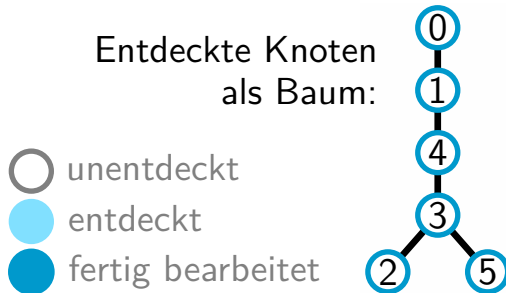 Entdeckte Knoten
als Baum:
0
1
4
3
2 5
unentdeckt
entdeckt
fertig bearbeitet